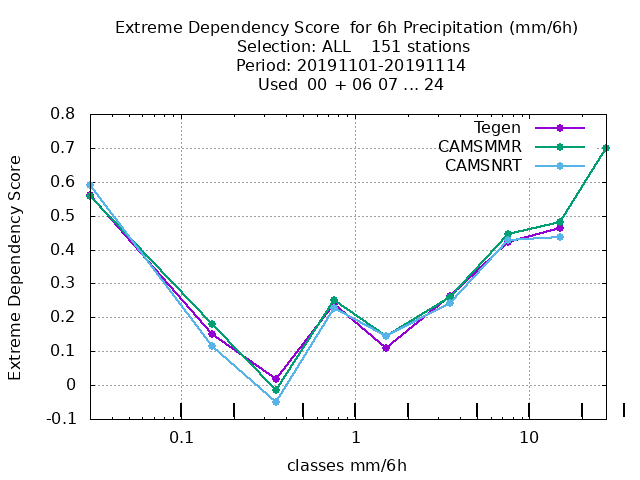 Extreme Dependency Score  for 6h Precipitation (mm/6h)
Selection: ALL    151 stations
Period: 20191101-20191114
Used  00  + 06 07 ... 24
Tegen
CAMSMMR
CAMSNRT
0.8
0.7
0.6
0.5
0.4
0.3
0.2
0.1
0
-0.1
Extreme Dependency Score
0.1 1 10
classes mm/6h